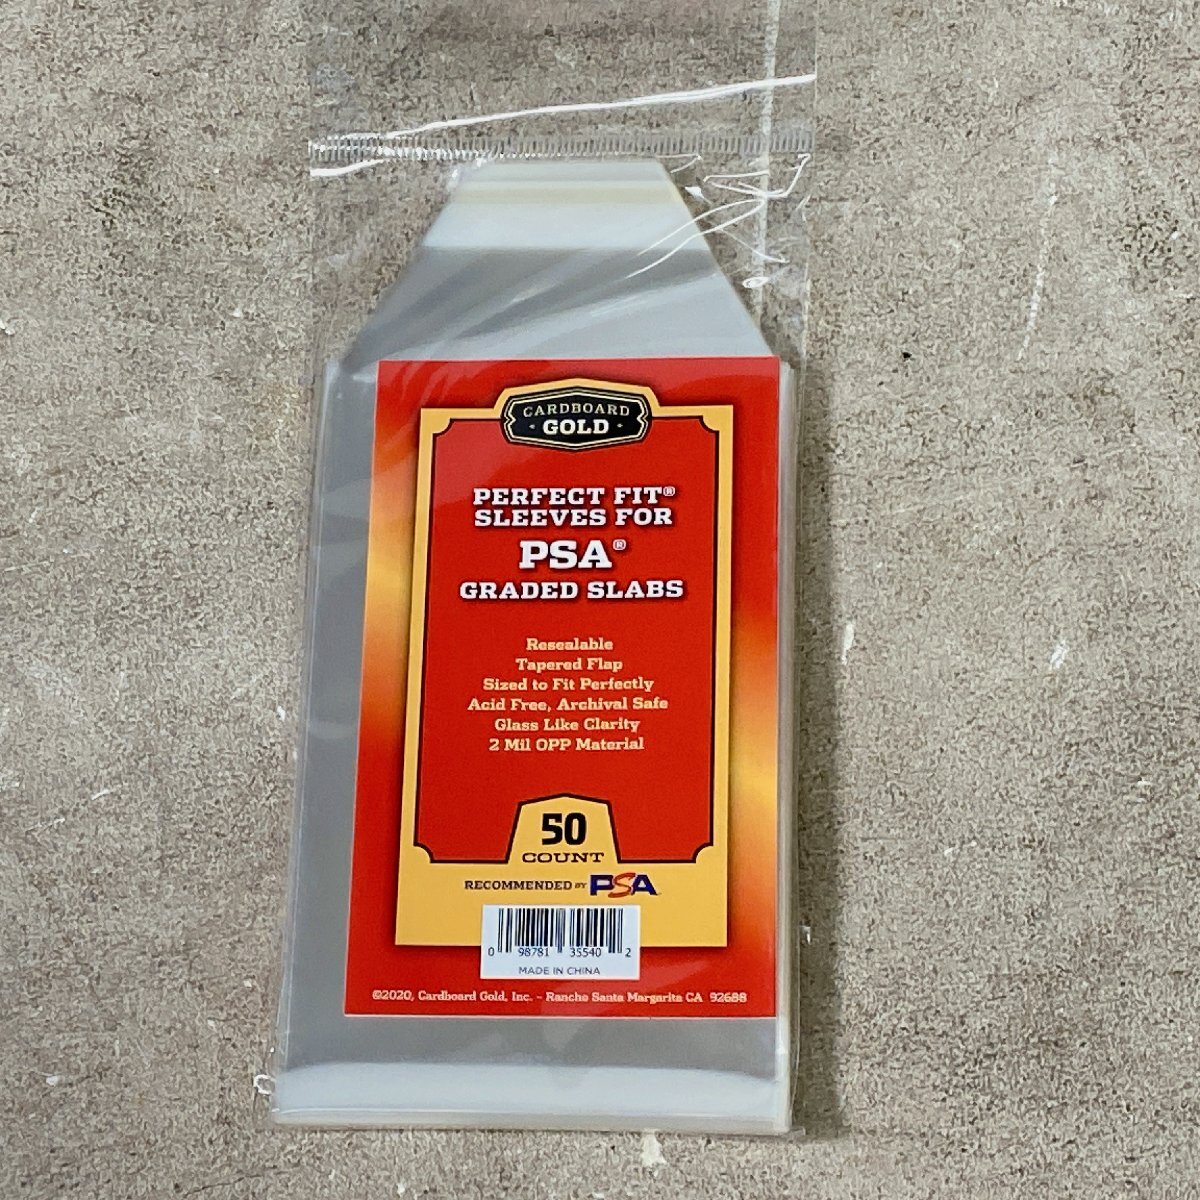 CARDBOARD
GOLD
PERFECT FIT®
SLEEVES FOR
PSA®
GRADED SLABS
Resealable
Tapered Flap
Sized to Fit Perfectly
Acid Free, Archival Safe
Glass Like Clarity
2 Mil OPP Material
50
COUNT
RECOMMENDED BY PSA
0 98781 35540 2
MADE IN CHINA
©2020, Cardboard Gold, Inc. - Rancho Santa Margarita CA 92688